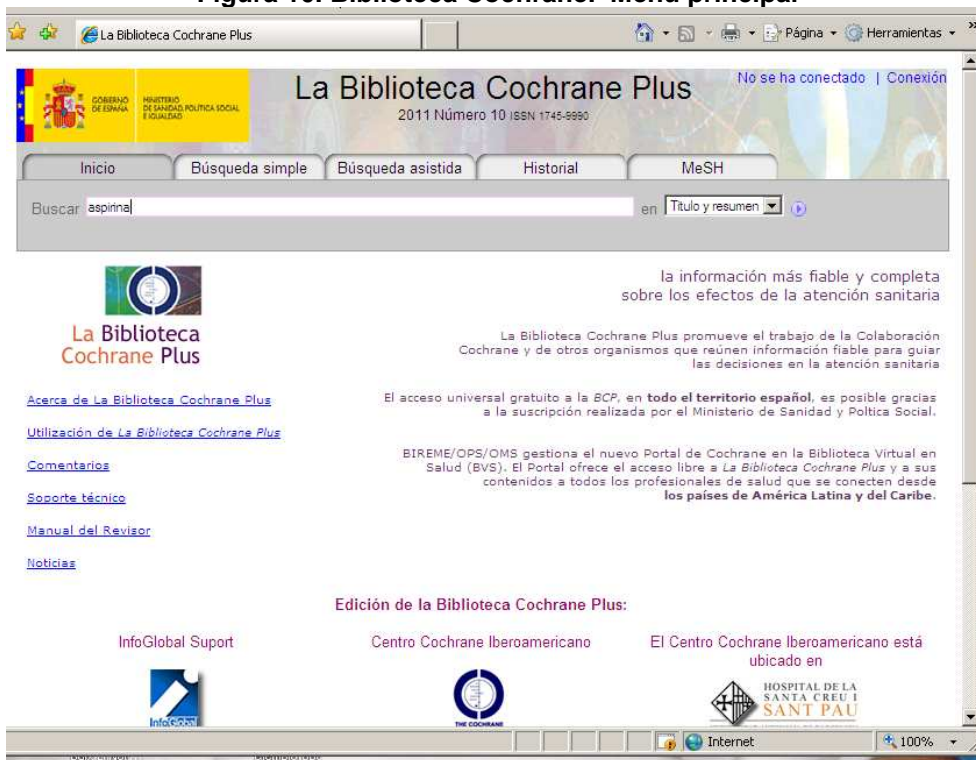 Figura 10. Biblioteca Cochrane. Menú principal
La Biblioteca Cochrane Plus
Página
Herramientas
GOBIERNO DE ESPAÑA
MINISTERIO DE SANIDAD, POLÍTICA SOCIAL E IGUALDAD
La Biblioteca Cochrane Plus
No se ha conectado | Conexión
2011 Número 10 ISSN 1745-9990
Inicio
Búsqueda simple
Búsqueda asistida
Historial
MeSH
Buscar aspirina en Título y resumen
la información más fiable y completa
sobre los efectos de la atención sanitaria
La Biblioteca
Cochrane Plus
La Biblioteca Cochrane Plus promueve el trabajo de la Colaboración
Cochrane y de otros organismos que reúnen información fiable para guiar
las decisiones en la atención sanitaria
Acerca de La Biblioteca Cochrane Plus
El acceso universal gratuito a la BCP, en todo el territorio español, es posible gracias
a la suscripción realizada por el Ministerio de Sanidad y Poltica Social.
Utilización de La Biblioteca Cochrane Plus
BIREME/OPS/OMS gestiona el nuevo Portal de Cochrane en la Biblioteca Virtual en
Salud (BVS). El Portal ofrece el acceso libre a La Biblioteca Cochrane Plus y a sus
contenidos a todos los profesionales de salud que se conecten desde
los países de América Latina y del Caribe.
Comentarios
Soporte técnico
Manual del Revisor
Noticias
Edición de la Biblioteca Cochrane Plus:
InfoGlobal Suport
Centro Cochrane Iberoamericano
El Centro Cochrane Iberoamericano está
ubicado en
InfoGlobal
THE COCHRANE
HOSPITAL DE LA
SANTA CREU I
SANT PAU
Internet
100%